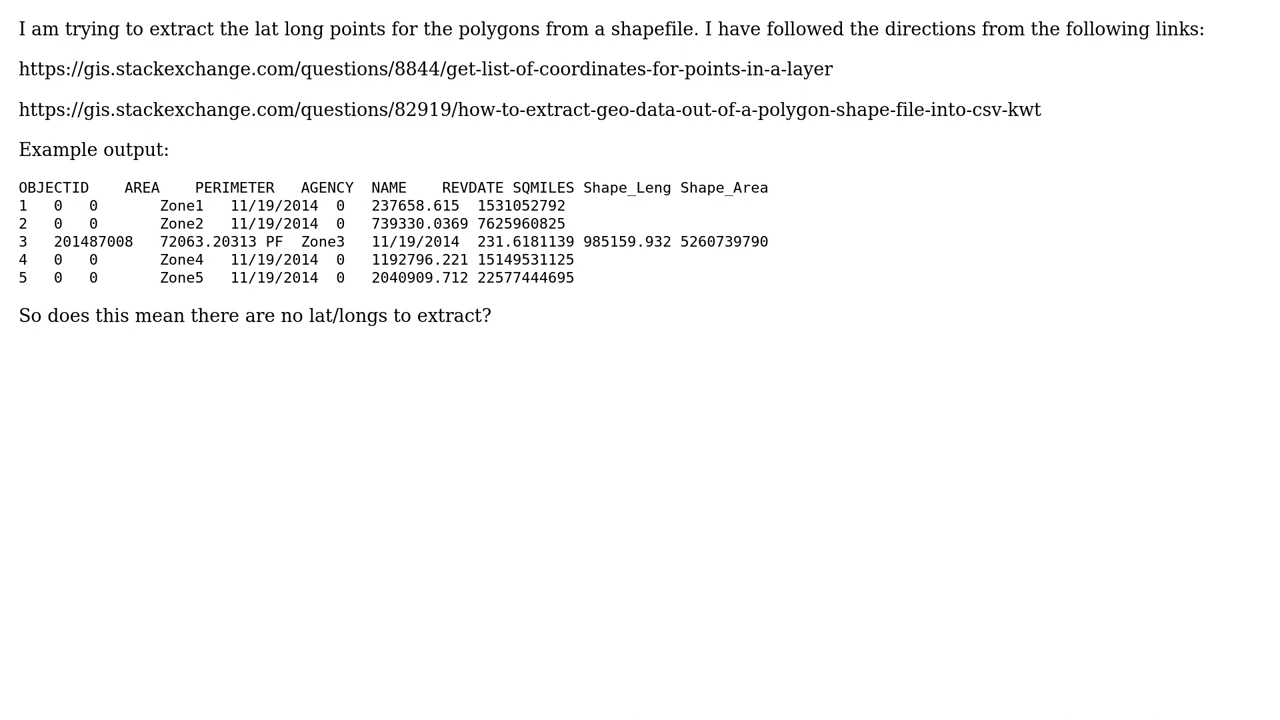 I am trying to extract the lat long points for the polygons from a shapefile. I have followed the directions from the following links:
https://gis.stackexchange.com/questions/8844/get-list-of-coordinates-for-points-in-a-layer
https://gis.stackexchange.com/questions/82919/how-to-extract-geo-data-out-of-a-polygon-shape-file-into-csv-kwt
Example output:
OBJECTID    AREA    PERIMETER   AGENCY  NAME    REVDATE SQMILES Shape_Leng Shape_Area
1   0   0       Zone1   11/19/2014  0   237658.615  1531052792
2   0   0       Zone2   11/19/2014  0   739330.0369 7625960825
3   201487008   72063.20313 PF  Zone3   11/19/2014  231.6181139 985159.932 5260739790
4   0   0       Zone4   11/19/2014  0   1192796.221 15149531125
5   0   0       Zone5   11/19/2014  0   2040909.712 22577444695
So does this mean there are no lat/longs to extract?